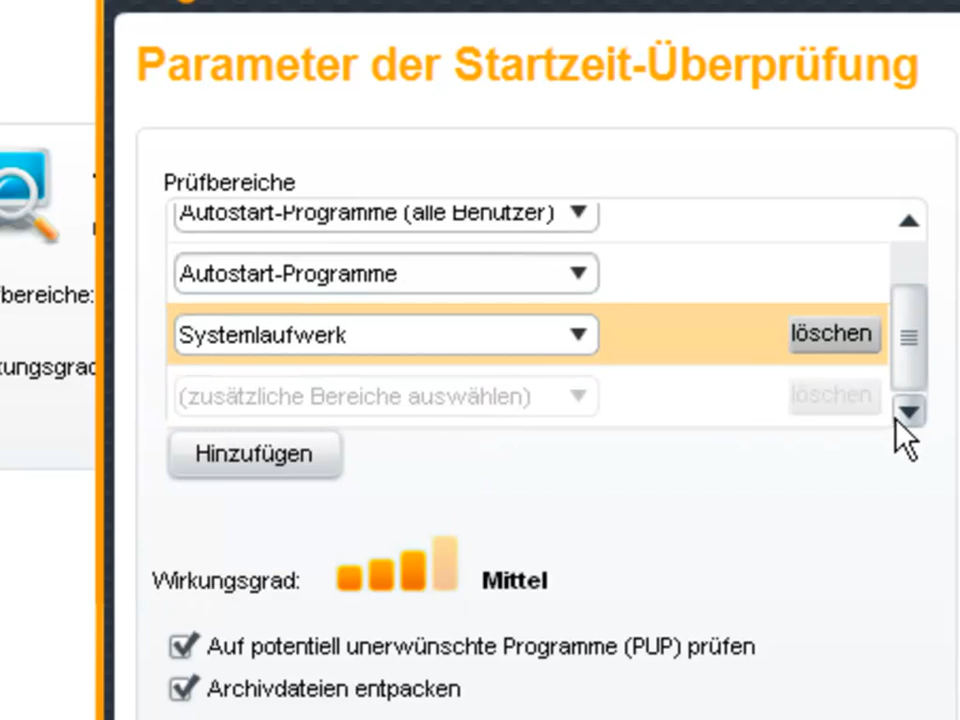 Parameter der Startzeit-Überprüfung
Prüfbereiche
Autostart-Programme (alle Benutzer)
Autostart-Programme
Systemlaufwerk
löschen
(zusätzliche Bereiche auswählen)
löschen
Hinzufügen
bereiche:
Wirkungsgrad:
Mittel
Auf potentiell unerwünschte Programme (PUP) prüfen
Archivdateien entpacken